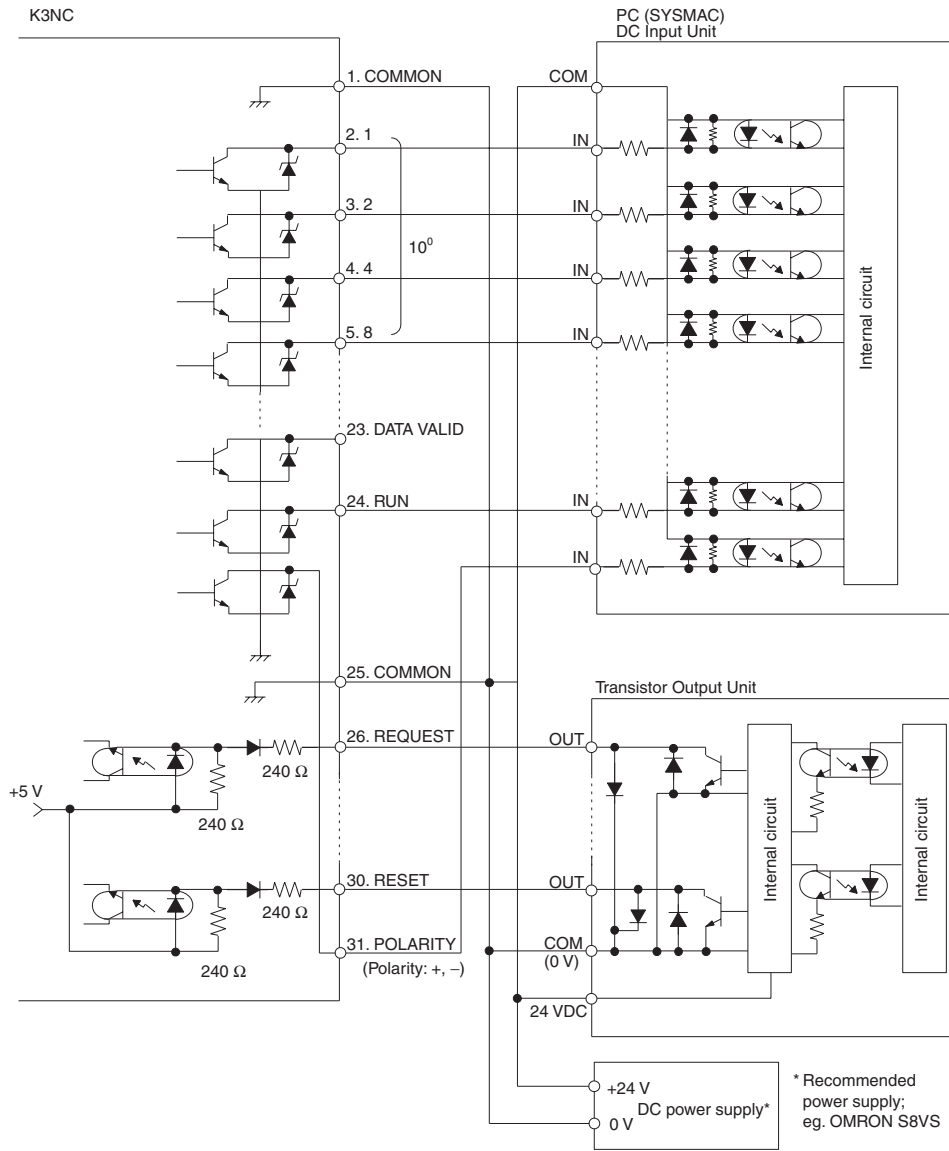 K3NC
PC (SYSMAC)
DC Input Unit
1. COMMON
COM
2. 1
IN
3. 2
IN
10⁰
4. 4
IN
5. 8
IN
Internal circuit
23. DATA VALID
24. RUN
IN
IN
25. COMMON
Transistor Output Unit
26. REQUEST
OUT
240 Ω
+5 V
240 Ω
Internal circuit
Internal circuit
30. RESET
OUT
240 Ω
31. POLARITY
COM
(0 V)
240 Ω
(Polarity: +, –)
24 VDC
+24 V
DC power supply*
0 V
* Recommended
power supply;
eg. OMRON S8VS